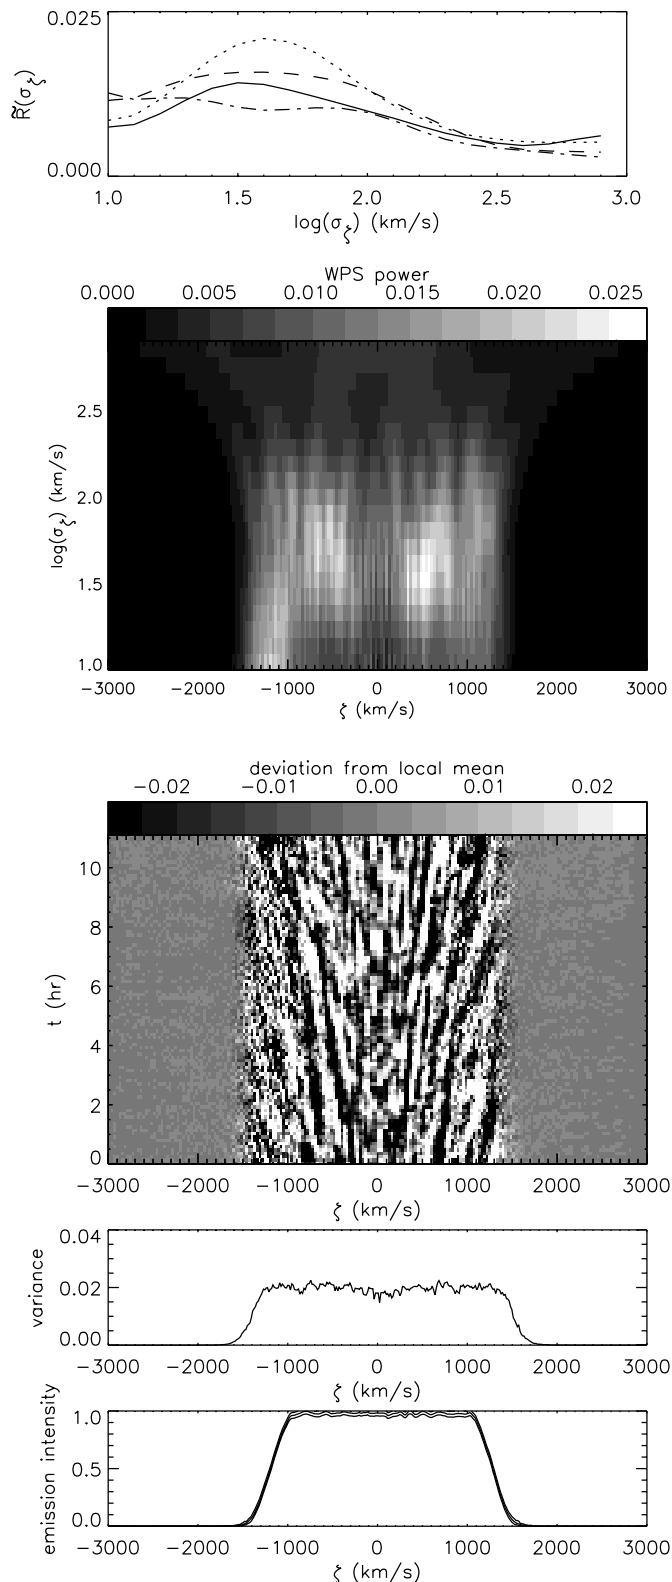 0.025
R̃(σ_ζ)
0.000
1.0 1.5 2.0 2.5 3.0
log(σ_ζ) (km/s)
WPS power
0.000 0.005 0.010 0.015 0.020 0.025
log(σ_ζ) (km/s)
2.5
2.0
1.5
1.0
−3000 −2000 −1000 0 1000 2000 3000
ζ (km/s)
deviation from local mean
−0.02 −0.01 0.00 0.01 0.02
t (hr)
10
8
6
4
2
0
−3000 −2000 −1000 0 1000 2000 3000
ζ (km/s)
variance
0.04
0.02
0.00
−3000 −2000 −1000 0 1000 2000 3000
ζ (km/s)
emission intensity
1.0
0.5
0.0
−3000 −2000 −1000 0 1000 2000 3000
ζ (km/s)